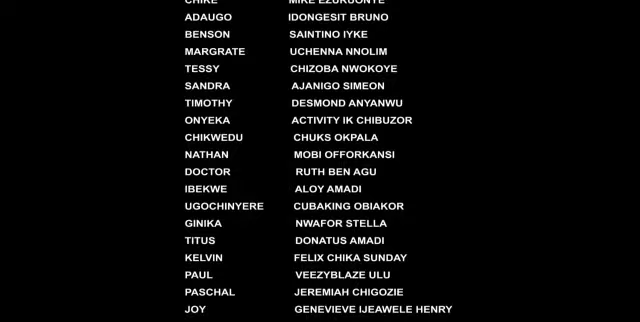 CHIKE MIKE EZURUONYE
ADAUGO IDONGESIT BRUNO
BENSON SAINTINO IYKE
MARGRATE UCHENNA NNOLIM
TESSY CHIZOBA NWOKOYE
SANDRA AJANIGO SIMEON
TIMOTHY DESMOND ANYANWU
ONYEKA ACTIVITY IK CHIBUZOR
CHIKWEDU CHUKS OKPALA
NATHAN MOBI OFFORKANSI
DOCTOR RUTH BEN AGU
IBEKWE ALOY AMADI
UGOCHINYERE CUBAKING OBIAKOR
GINIKA NWAFOR STELLA
TITUS DONATUS AMADI
KELVIN FELIX CHIKA SUNDAY
PAUL VEEZYBLAZE ULU
PASCHAL JEREMIAH CHIGOZIE
JOY GENEVIEVE IJEAWELE HENRY